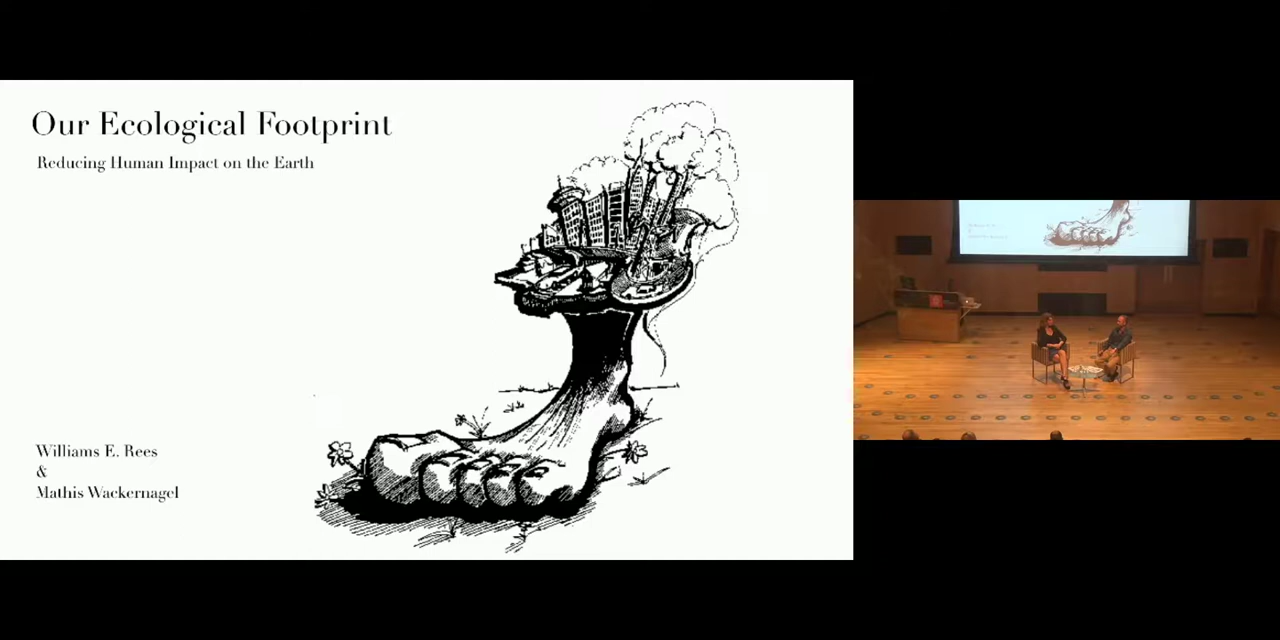 Our Ecological Footprint
Reducing Human Impact on the Earth
Williams E. Rees
&
Mathis Wackernagel